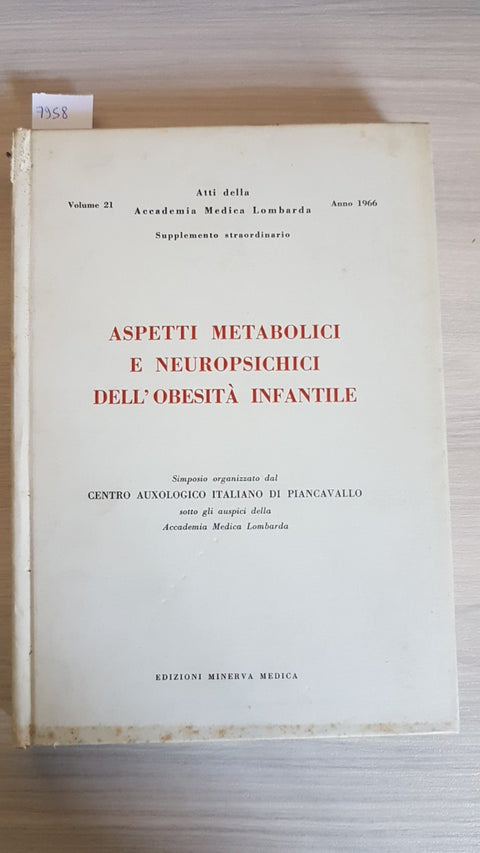 7958
Atti della
Volume 21 Accademia Medica Lombarda Anno 1966
Supplemento straordinario
ASPETTI METABOLICI
E NEUROPSICHICI
DELL'OBESITÀ INFANTILE
Simposio organizzato dal
CENTRO AUXOLOGICO ITALIANO DI PIANCAVALLO
sotto gli auspici della
Accademia Medica Lombarda
EDIZIONI MINERVA MEDICA